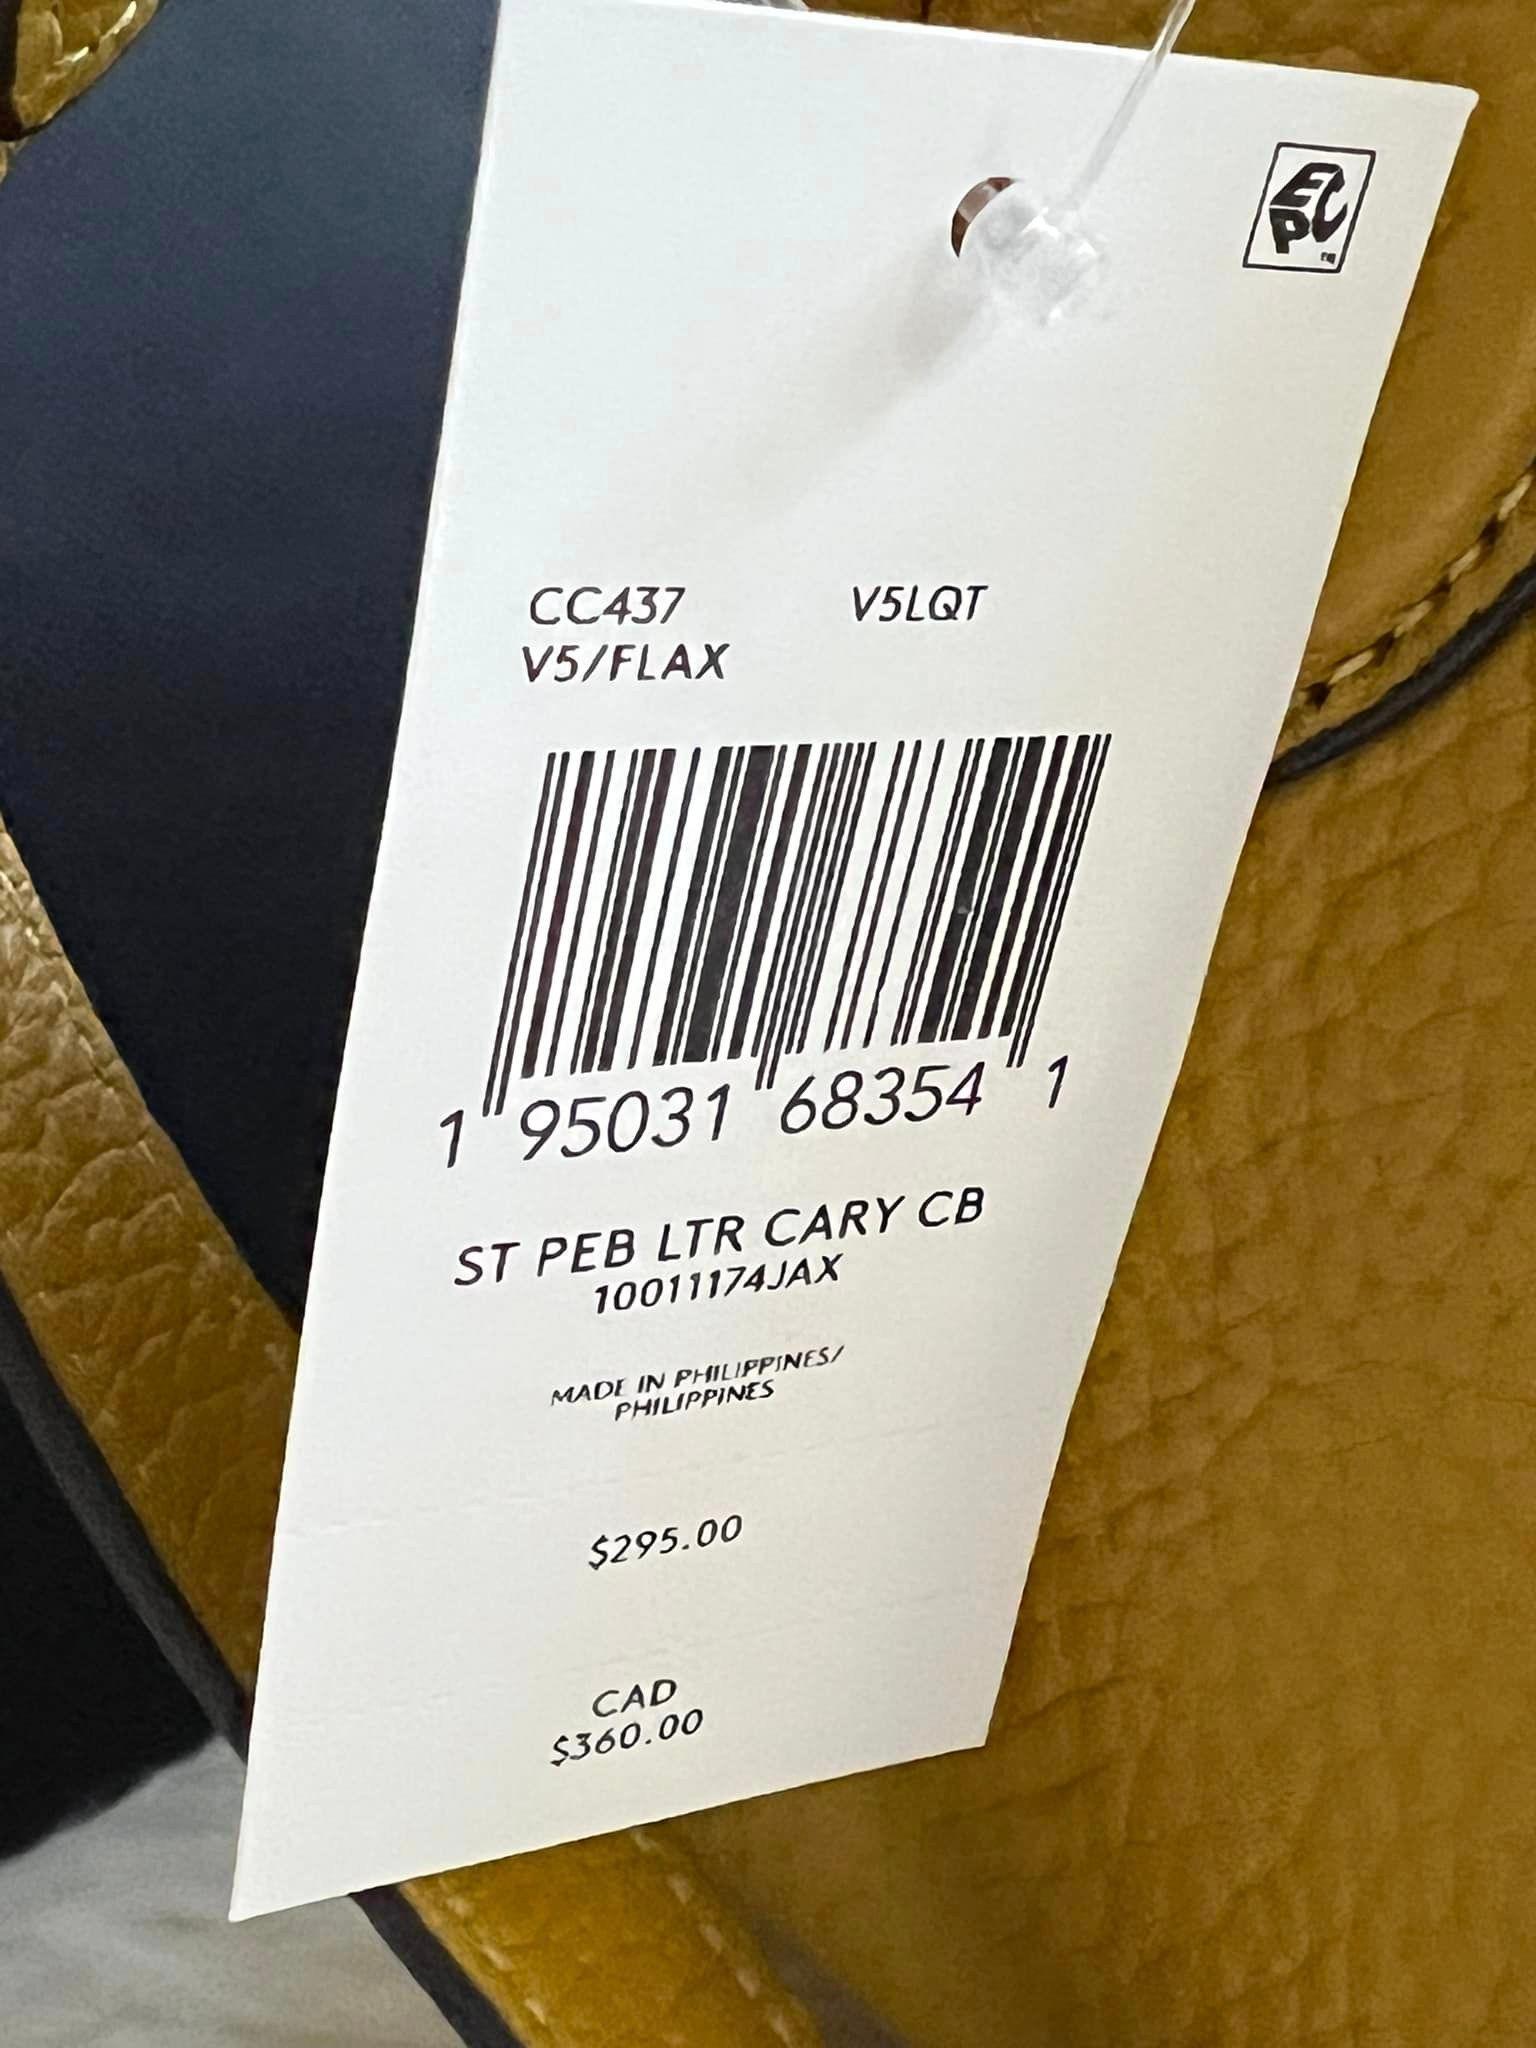 EPC
CC437 V5LQT
V5/FLAX
1 95031 68354 1
ST PEB LTR CARY CB
10011174JAX
MADE IN PHILIPPINES/
PHILIPPINES
$295.00
CAD
$360.00